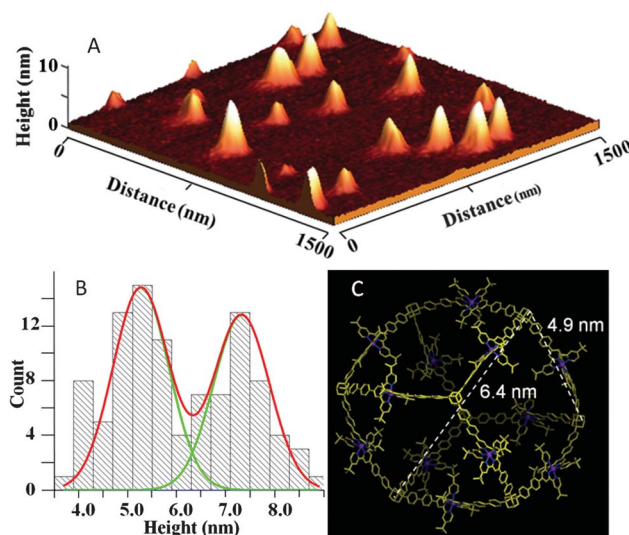 A
Height (nm)
10
0
0
Distance (nm)
1500
0
Distance (nm)
1500
B
Count
12
8
4
0
4.0 5.0 6.0 7.0 8.0
Height (nm)
C
4.9 nm
6.4 nm